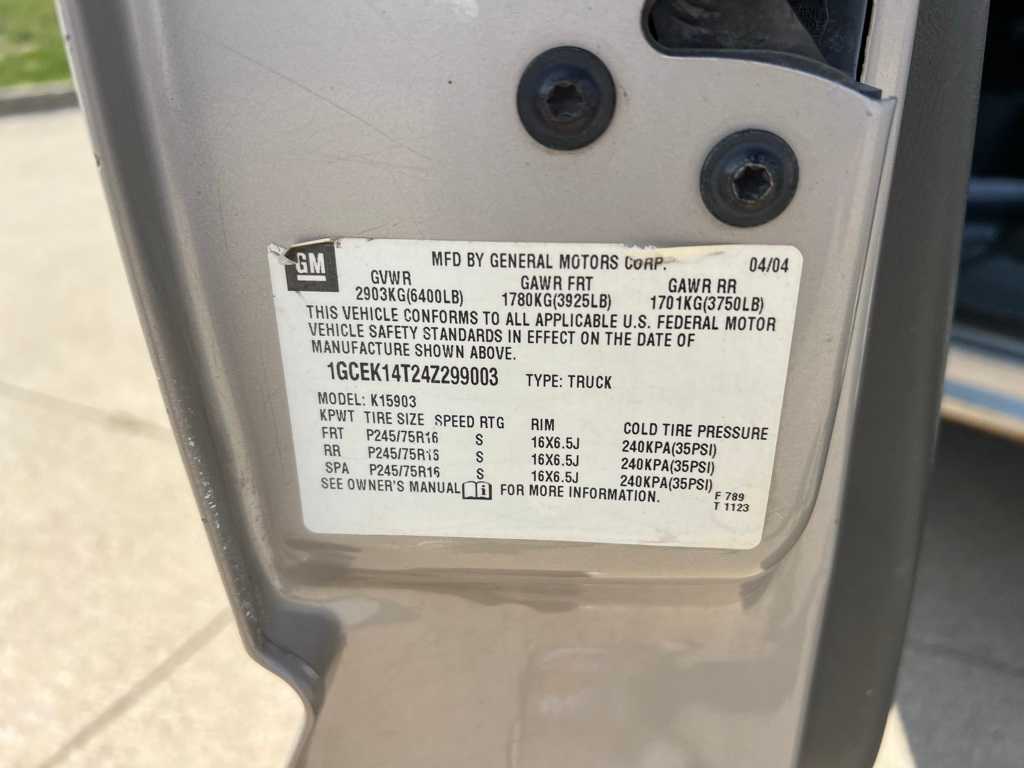 GM MFD BY GENERAL MOTORS CORP. 04/04
GVWR GAWR FRT GAWR RR
2903KG(6400LB) 1780KG(3925LB) 1701KG(3750LB)
THIS VEHICLE CONFORMS TO ALL APPLICABLE U.S. FEDERAL MOTOR
VEHICLE SAFETY STANDARDS IN EFFECT ON THE DATE OF
MANUFACTURE SHOWN ABOVE.
1GCEK14T24Z299003 TYPE: TRUCK
MODEL: K15903
KPWT TIRE SIZE SPEED RTG RIM COLD TIRE PRESSURE
FRT P245/75R16 S 16X6.5J 240KPA(35PSI)
RR P245/75R16 S 16X6.5J 240KPA(35PSI)
SPA P245/75R16 S 16X6.5J 240KPA(35PSI)
SEE OWNER'S MANUAL FOR MORE INFORMATION.
F 789
T 1123